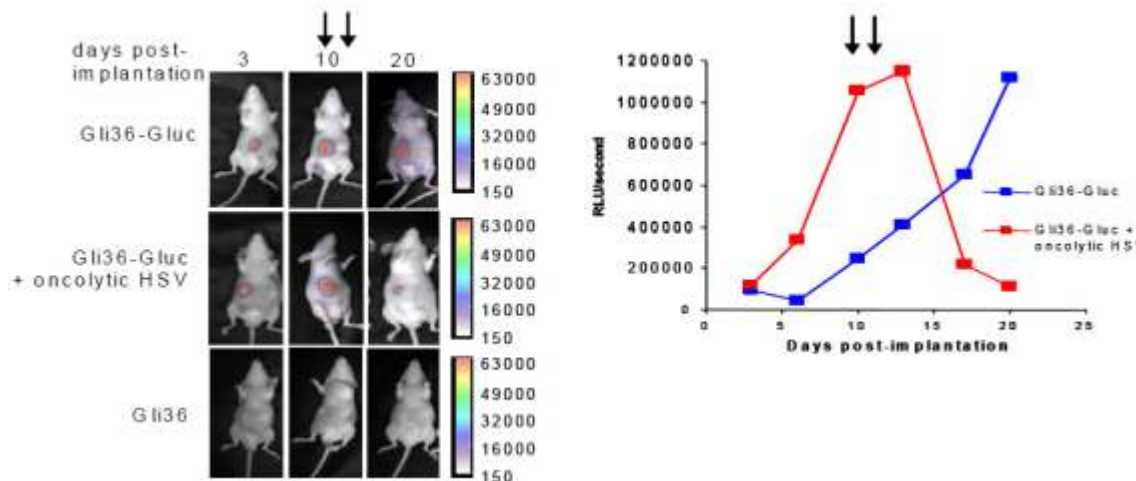 days post-
implantation
3 10 20
Gli36-Gluc
63000
49000
32000
16000
150
Gli36-Gluc
+ oncolytic HSV
63000
49000
32000
16000
150
Gli36
63000
49000
32000
16000
150
1200000
1000000
800000
600000
400000
200000
0
RLU/second
0 5 10 15 20 25
Days post-implantation
Gli36-Gluc
Gli36-Gluc +
oncolytic HS